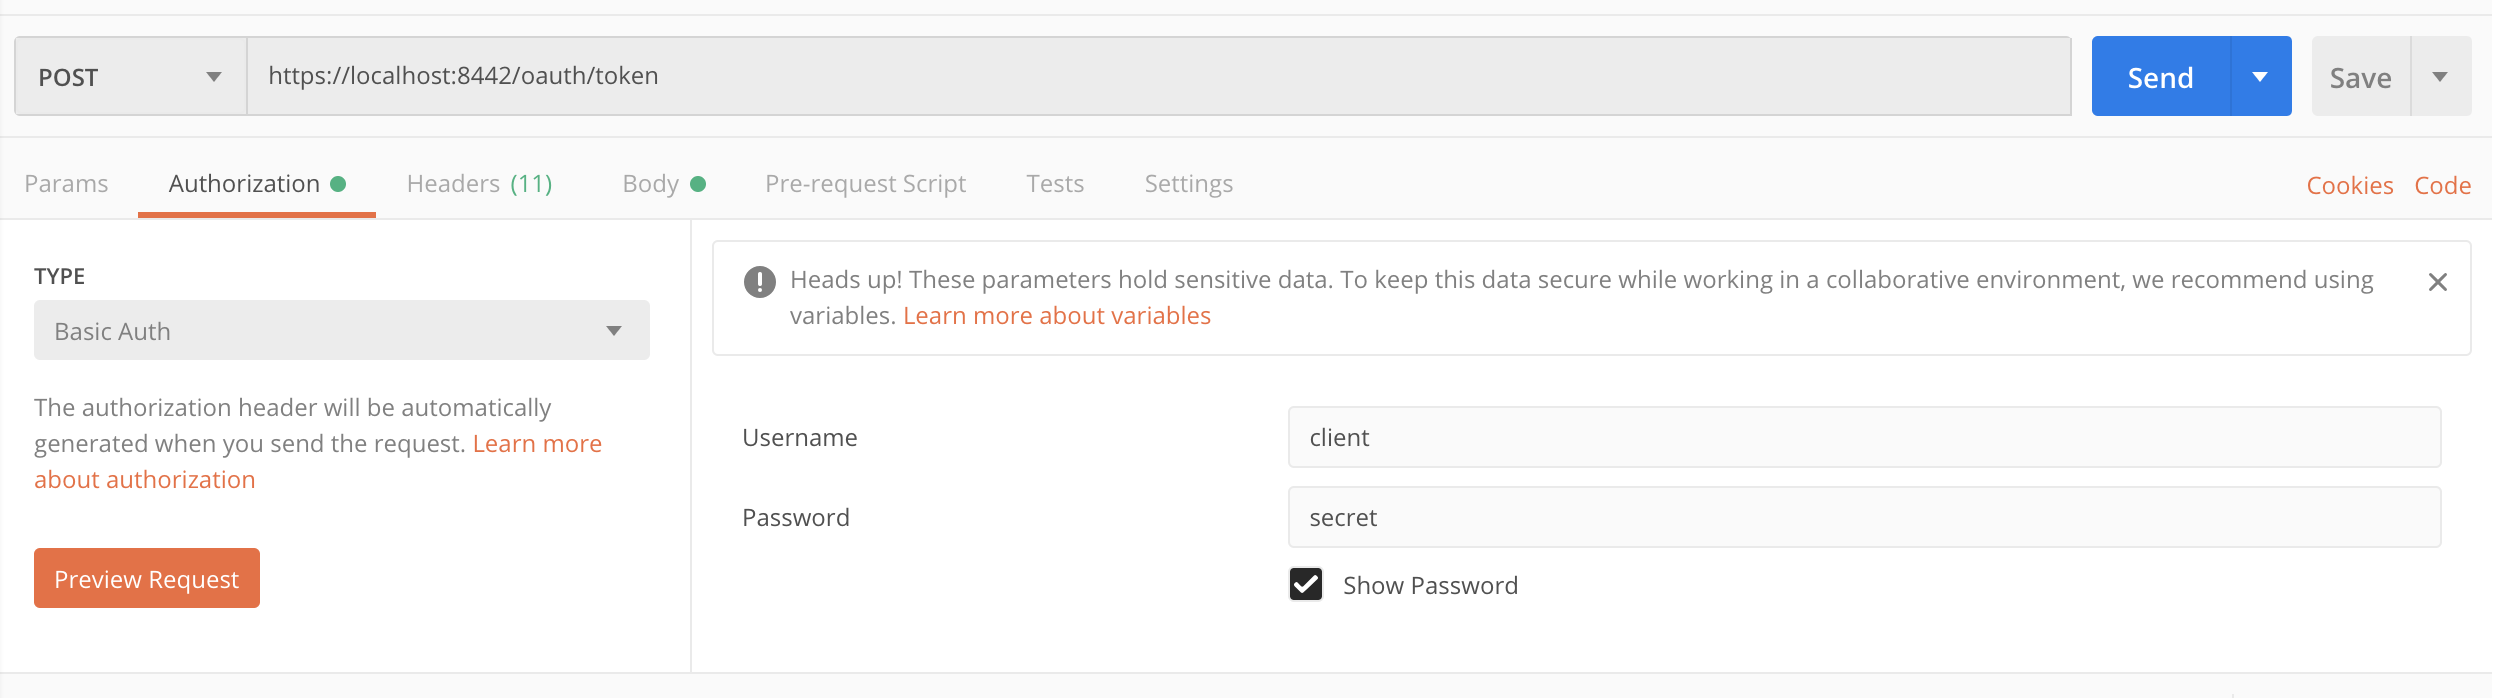 POST https://localhost:8442/oauth/token Send Save
Params Authorization Headers (11) Body Pre-request Script Tests Settings Cookies Code
TYPE
Basic Auth
The authorization header will be automatically
generated when you send the request. Learn more
about authorization
Preview Request
Heads up! These parameters hold sensitive data. To keep this data secure while working in a collaborative environment, we recommend using
variables. Learn more about variables
Username client
Password secret
Show Password